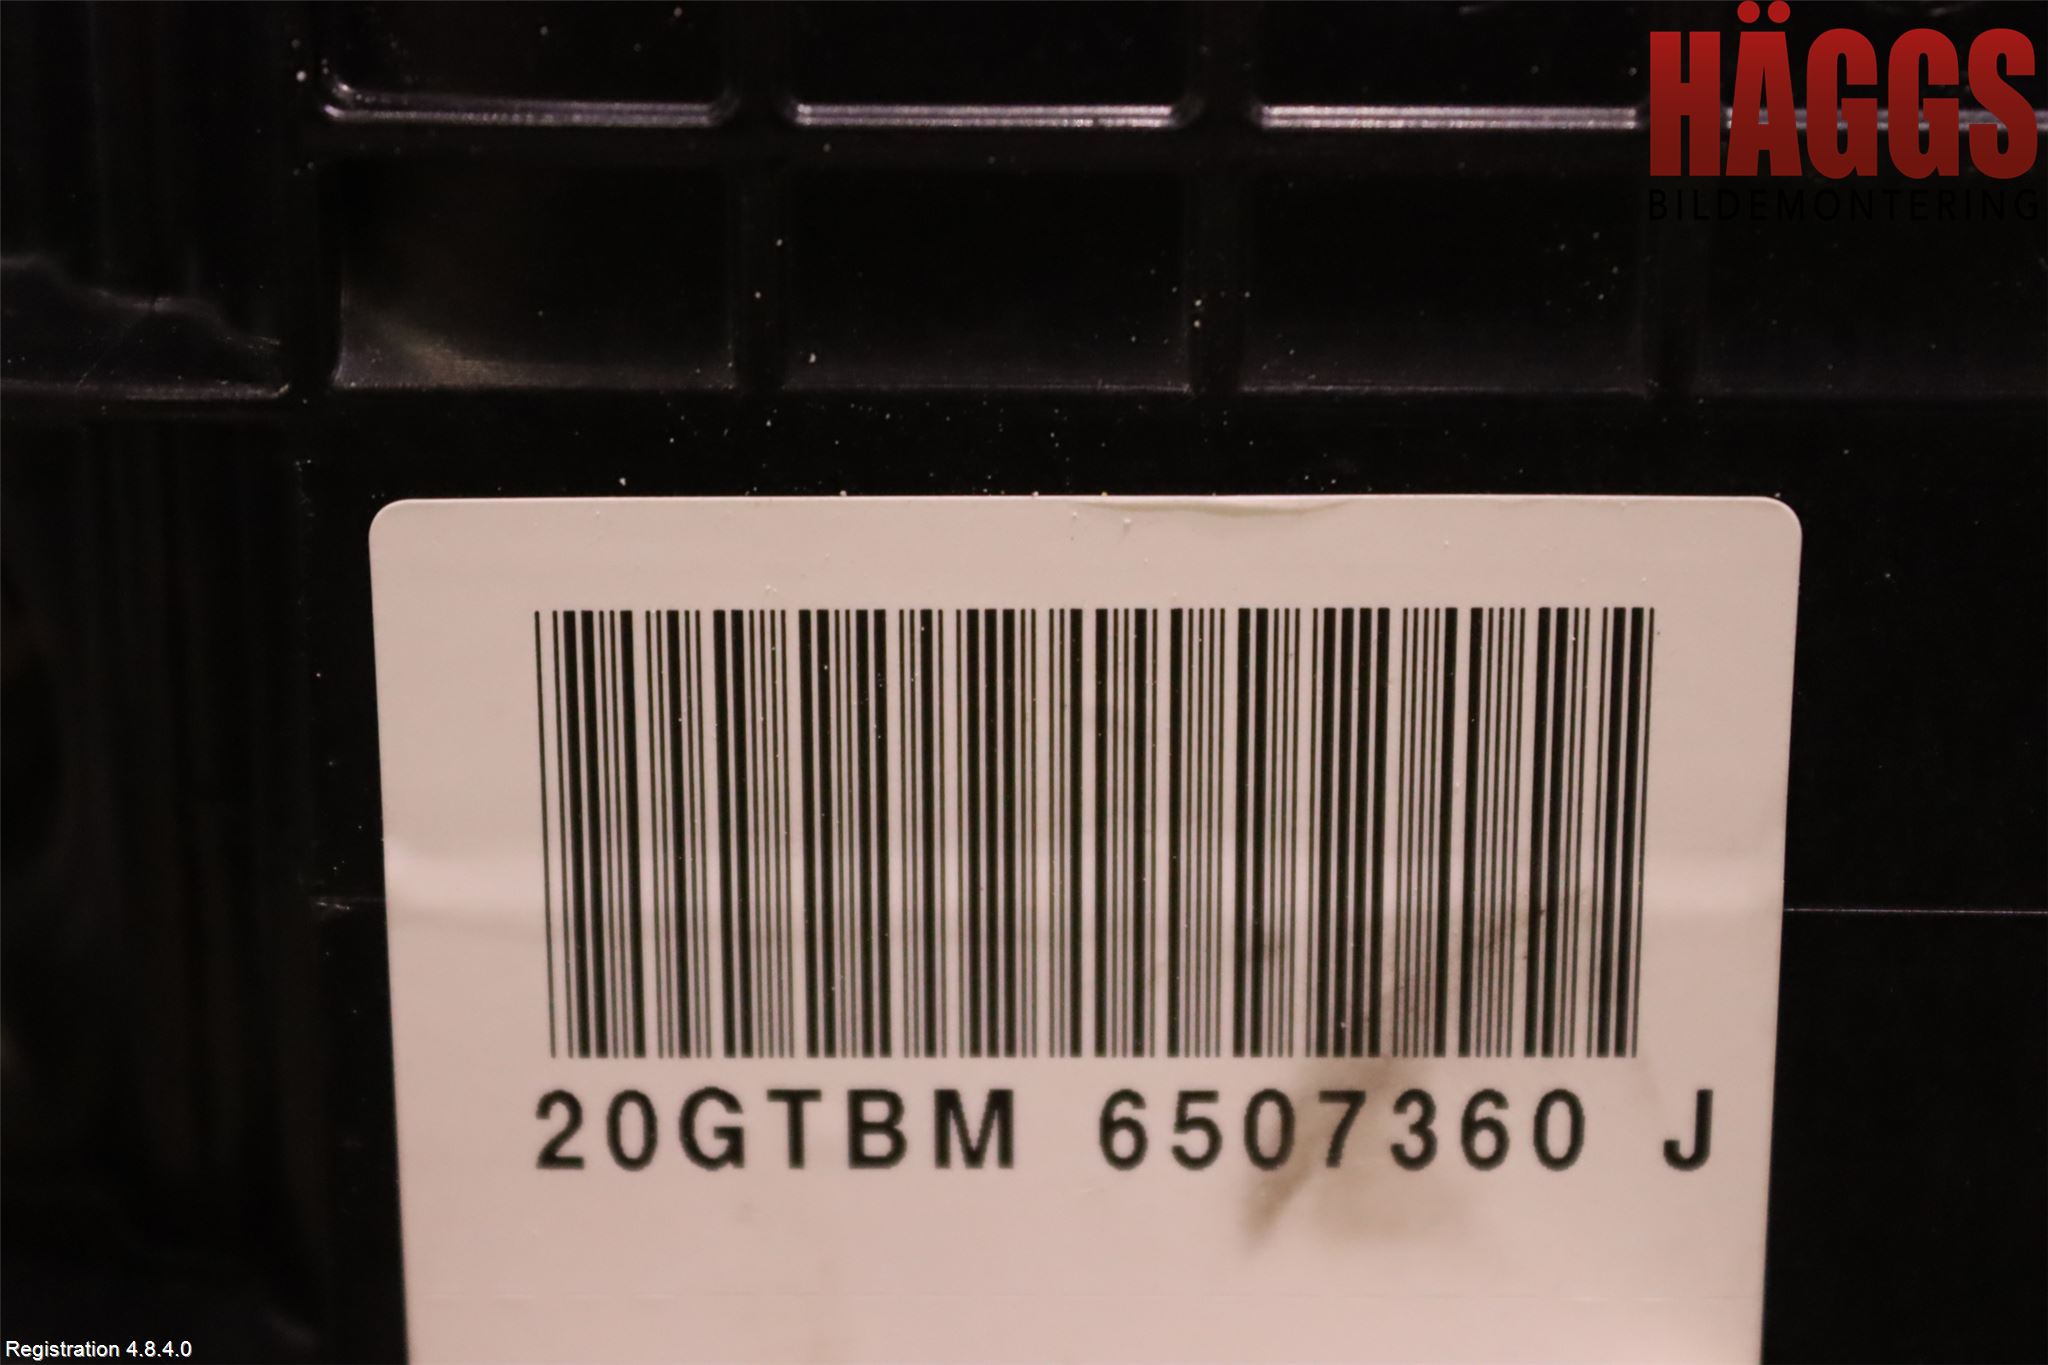 HÄGGS
BILDEMONTERING
20GTBM 6507360 J
Registration 4.8.4.0